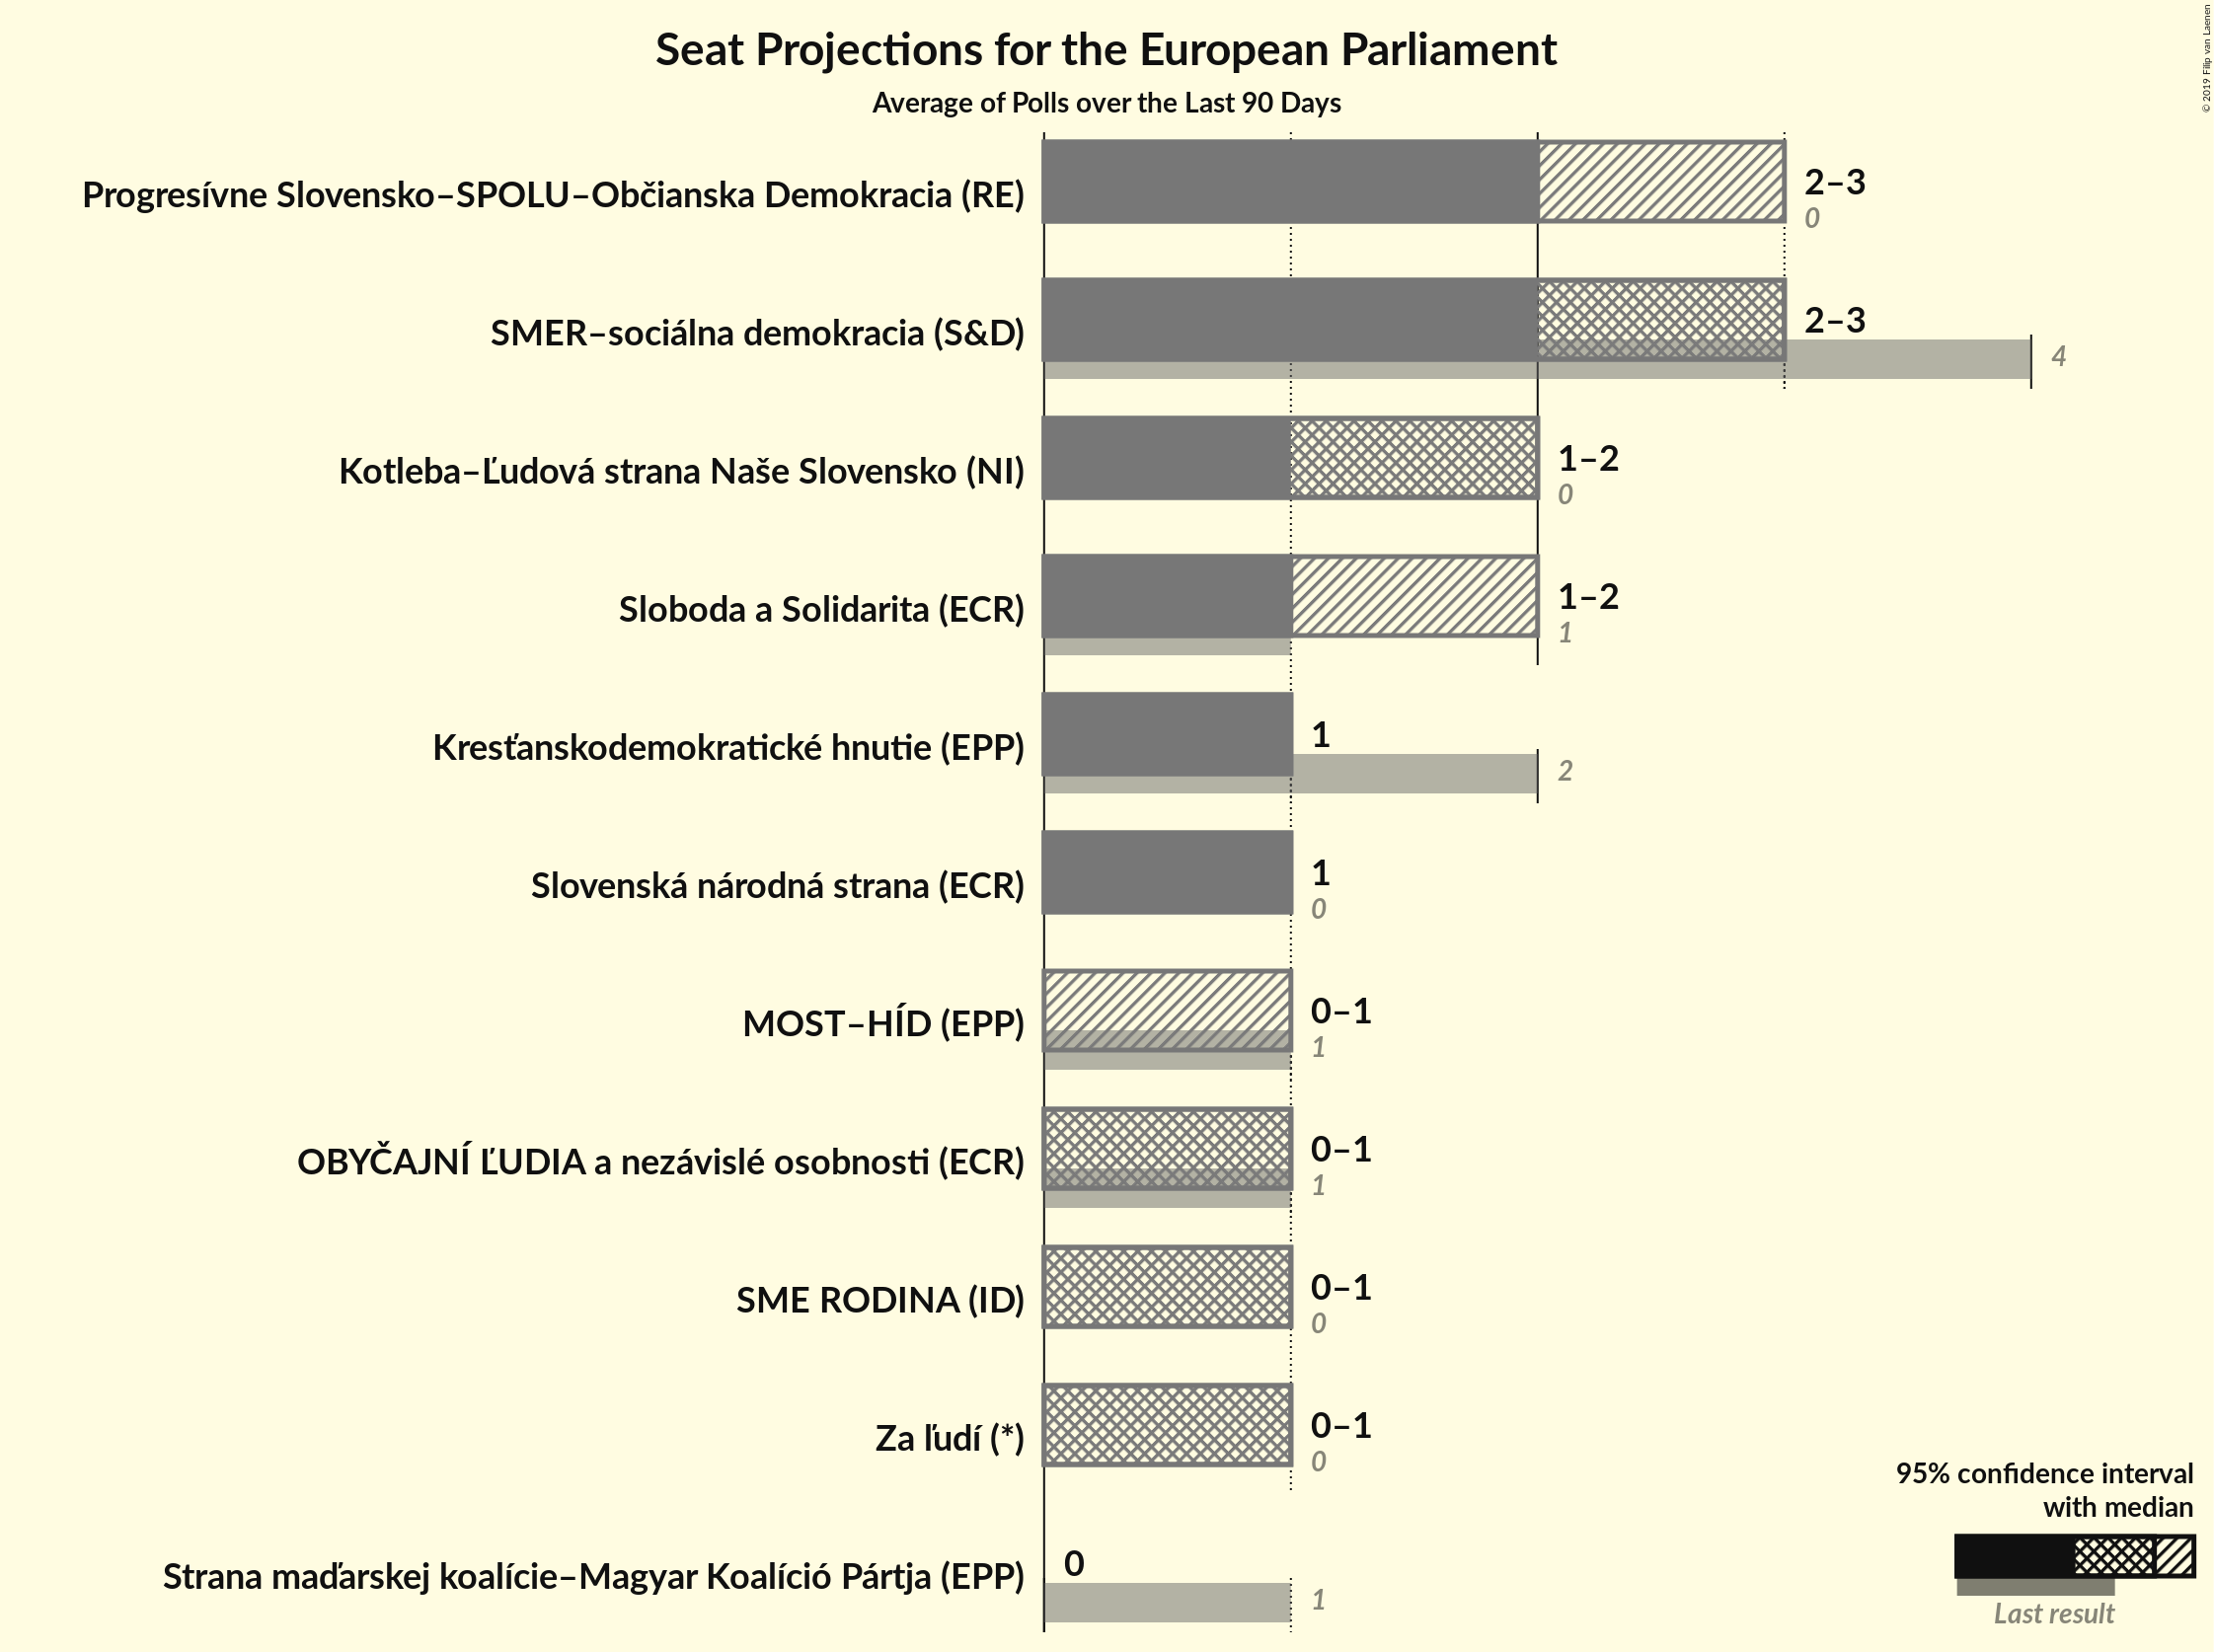 Seat Projections for the European Parliament
Average of Polls over the Last 90 Days
© 2019 Filip van Laenen
Progresívne Slovensko–SPOLU–Občianska Demokracia (RE)
2–3
0
SMER–sociálna demokracia (S&D)
2–3
4
Kotleba–Ľudová strana Naše Slovensko (NI)
1–2
0
Sloboda a Solidarita (ECR)
1–2
1
Kresťanskodemokratické hnutie (EPP)
1
2
Slovenská národná strana (ECR)
1
0
MOST–HÍD (EPP)
0–1
1
OBYČAJNÍ ĽUDIA a nezávislé osobnosti (ECR)
0–1
1
SME RODINA (ID)
0–1
0
Za ľudí (*)
0–1
0
Strana maďarskej koalície–Magyar Koalíció Pártja (EPP)
0
1
95% confidence interval
with median
Last result